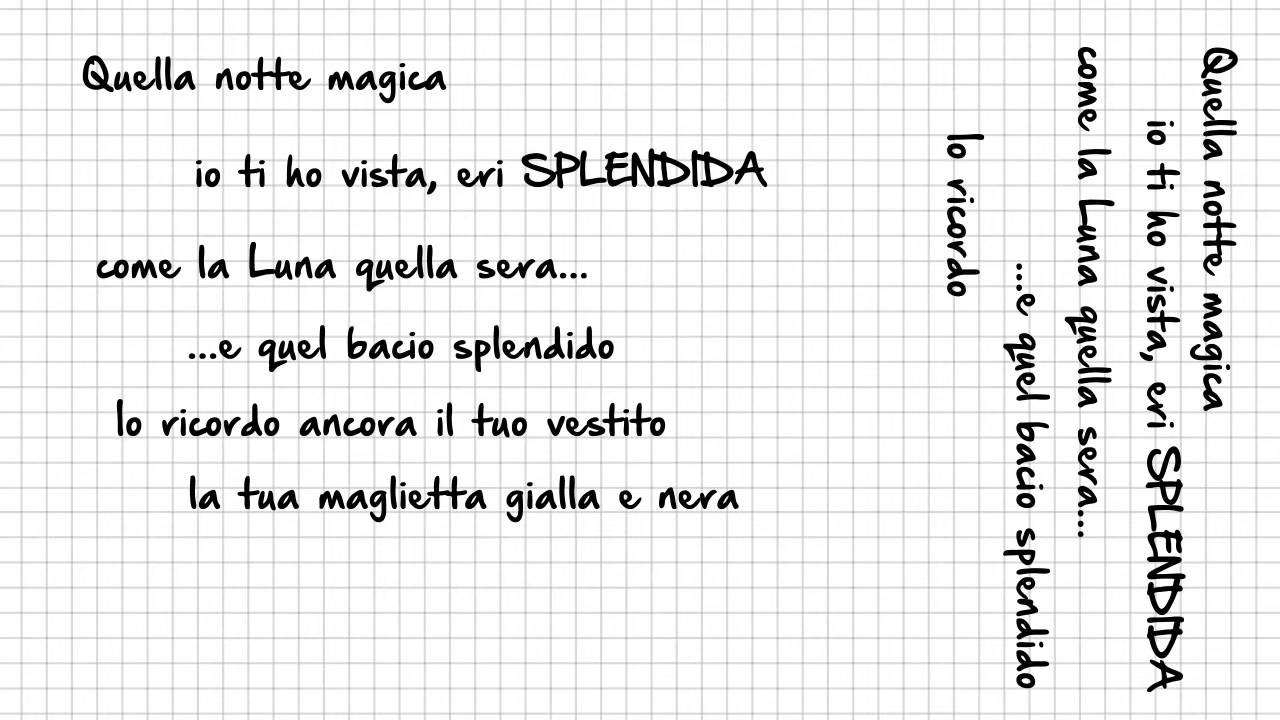 Quella notte magica
io ti ho vista, eri SPLENDIDA
come la Luna quella sera...
...e quel bacio splendido
lo ricordo ancora il tuo vestito
la tua maglietta gialla e nera
Quella notte magica
io ti ho vista, eri SPLENDIDA
come la Luna quella sera...
...e quel bacio splendido
lo ricordo